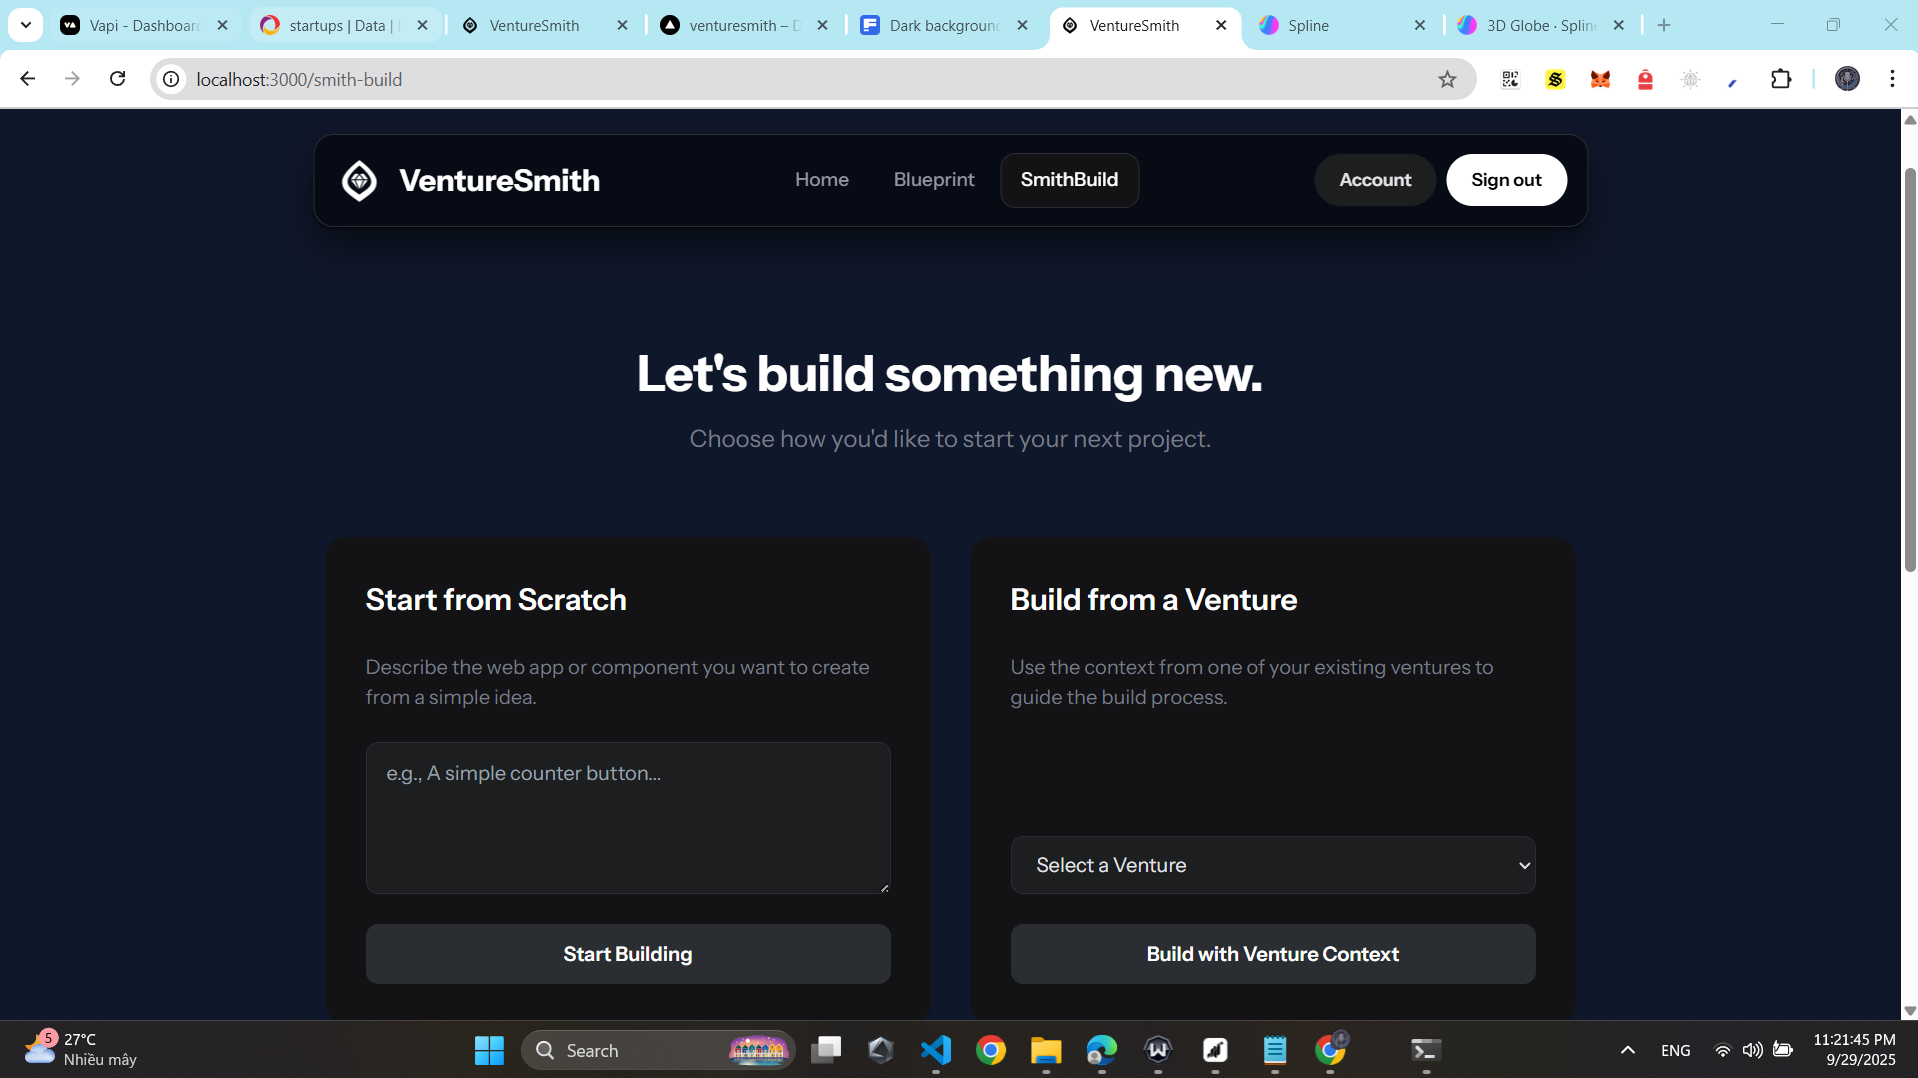 Vapi - Dashboard
startups | Data |
VentureSmith
venturesmith –
Dark background
VentureSmith
Spline
3D Globe · Spline
localhost:3000/smith-build
VentureSmith
Home
Blueprint
SmithBuild
Account
Sign out
Let's build something new.
Choose how you'd like to start your next project.
Start from Scratch
Describe the web app or component you want to create
from a simple idea.
e.g., A simple counter button...
Start Building
Build from a Venture
Use the context from one of your existing ventures to
guide the build process.
Select a Venture
Build with Venture Context
5
27°C
Nhiều mây
Search
ENG
11:21:45 PM
9/29/2025